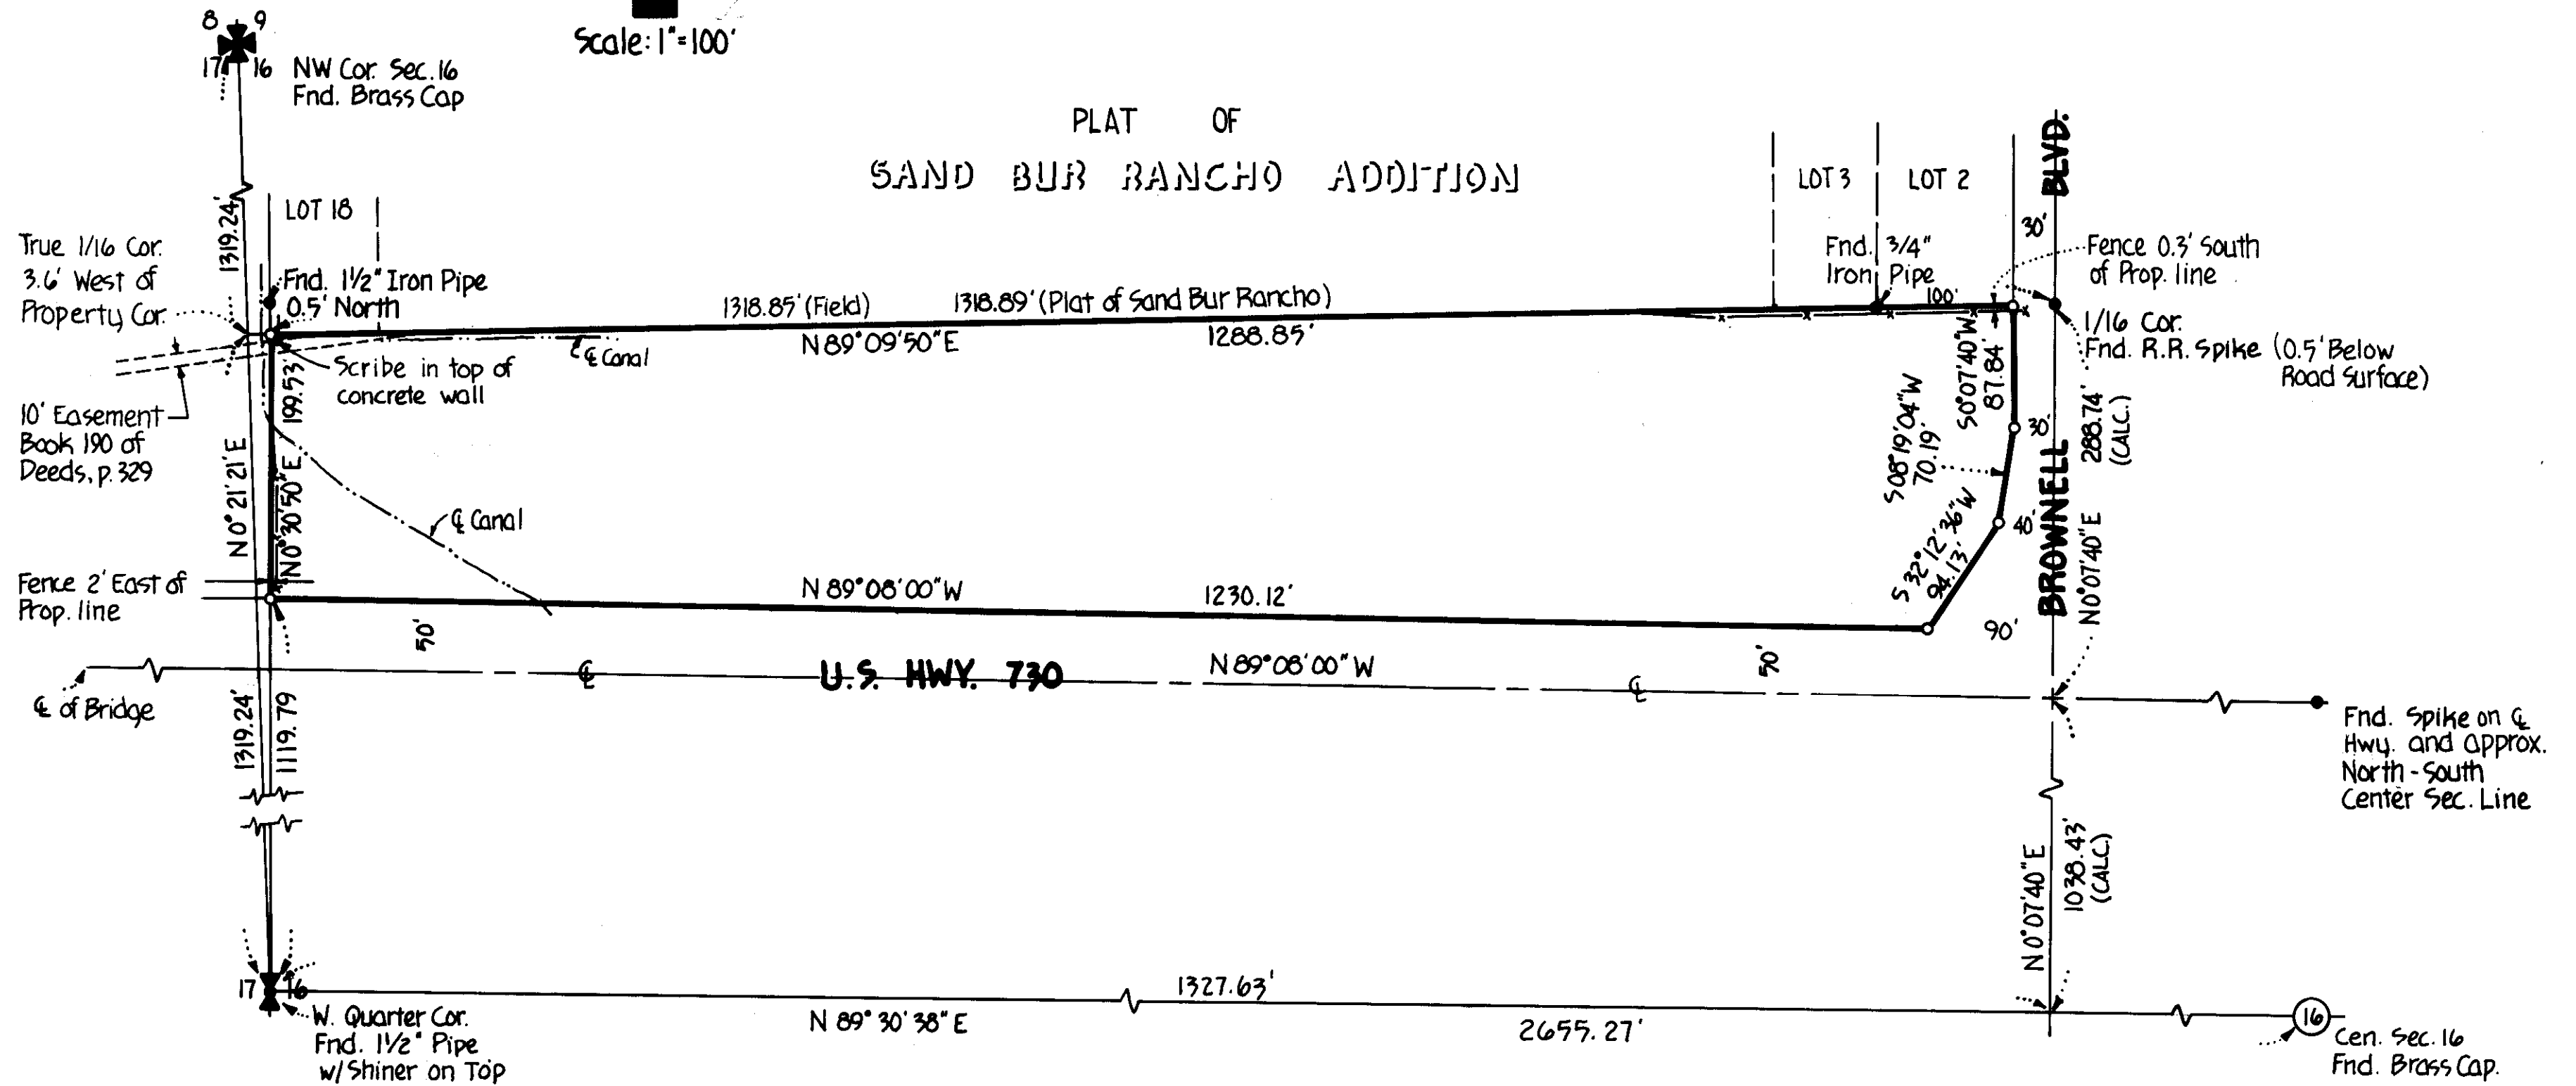 8 9
17 16
NW Cor. Sec. 16
Fnd. Brass Cap
Scale: 1"=100'
PLAT OF
SAND BUR RANCHO ADDITION
LOT 18
LOT 3
LOT 2
BLVD.
30'
1319.24'
True 1/16 Cor.
3.6' West of
Property Cor.
Fnd. 1½" Iron Pipe
0.5' North
1318.85' (Field)
1318.89' (Plat of Sand Bur Rancho)
Fnd. 3/4"
Iron Pipe
100'
Fence 0.3' South
of Prop. line
1/16 Cor.
Fnd. R.R. Spike (0.5' Below
Road Surface)
N 89°09'50" E
1288.85'
℄ Canal
Scribe in top of
concrete wall
10' Easement
Book 190 of
Deeds, p. 329
199.53'
N 0°30'50" E
N 0°21'21' E
S 0°07'40" W
87.84'
30'
S 08°19'04" W
70.19'
40'
S 32°12'36" W
94.13'
288.74'
(CALC.)
BROWNELL
N 0°07'40" E
℄ Canal
Fence 2' East of
Prop. line
N 89°08'00" W
1230.12'
90'
50'
50'
℄
U.S. HWY. 730
N 89°08'00" W
℄
℄ of Bridge
1319.24'
1119.79
Fnd. Spike on ℄
Hwy. and approx.
North-South
Center Sec. Line
N 0°07'40" E
1038.43'
(CALC.)
17 16
W. Quarter Cor.
Fnd. 1½" Pipe
w/Shiner on Top
1327.63'
N 89°30'38" E
2655.27'
16
Cen. Sec. 16
Fnd. Brass Cap.